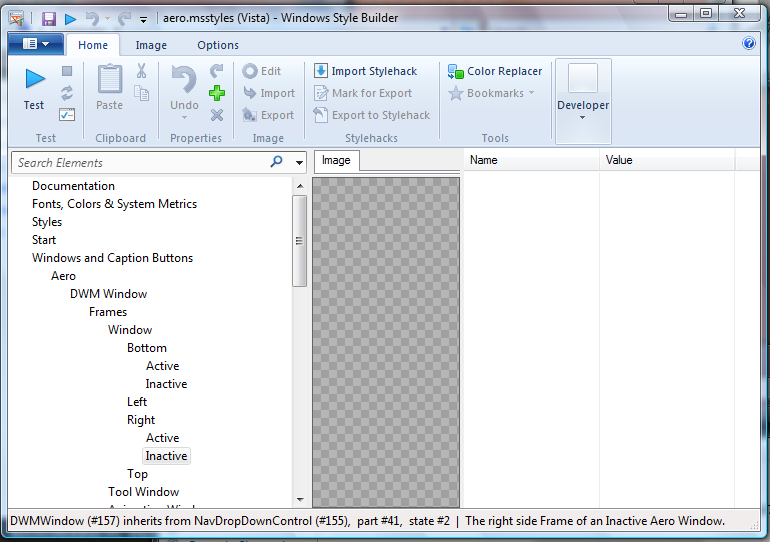 aero.msstyles (Vista) - Windows Style Builder
Home Image Options
Test Paste Undo Edit Import Export Import Stylehack Mark for Export Export to Stylehack Color Replacer Bookmarks Developer
Test Clipboard Properties Image Stylehacks Tools
Search Elements
Image
Name Value
Documentation
Fonts, Colors & System Metrics
Styles
Start
Windows and Caption Buttons
Aero
DWM Window
Frames
Window
Bottom
Active
Inactive
Left
Right
Active
Inactive
Top
Tool Window
DWMWindow (#157) inherits from NavDropDownControl (#155), part #41, state #2 | The right side Frame of an Inactive Aero Window.